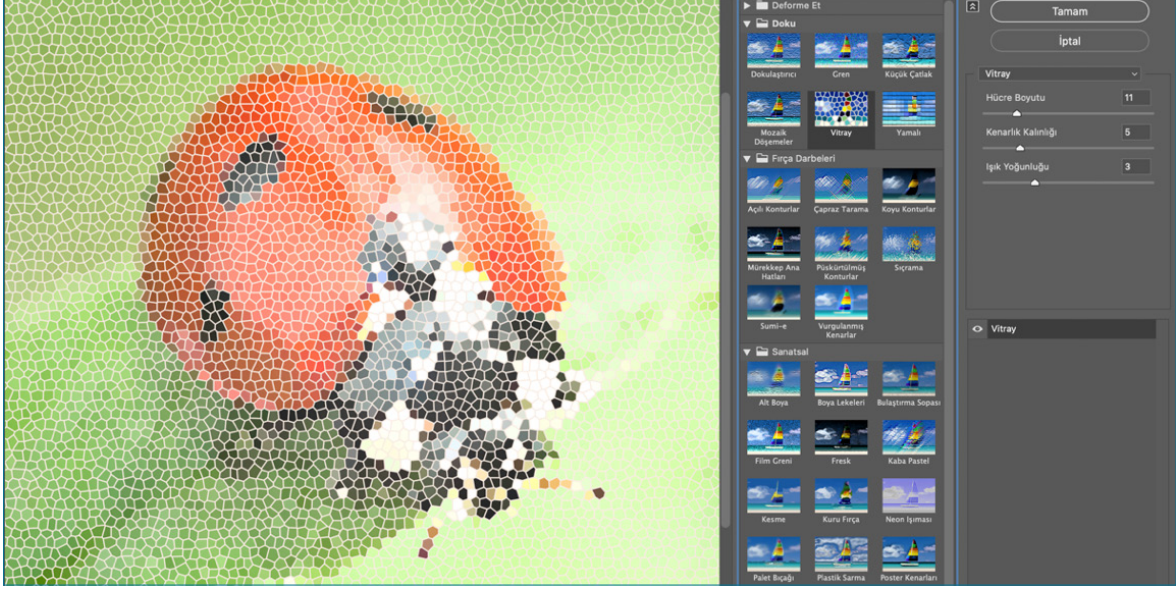 Deforme Et
Doku
Dokulaştırıcı
Gren
Küçük Çatlak
Mozaik
Döşemeler
Vitray
Yamalı
Fırça Darbeleri
Açılı Konturlar
Çapraz Tarama
Koyu Konturlar
Mürekkep Ana
Hatları
Püskürtülmüş
Konturlar
Sıçrama
Sumi-e
Vurgulanmış
Kenarlar
Sanatsal
Alt Boya
Boya Lekeleri
Bulaştırma Sopası
Film Greni
Fresk
Kaba Pastel
Kesme
Kuru Fırça
Neon Işıması
Palet Bıçağı
Plastik Sarma
Poster Kenarları
Tamam
İptal
Vitray
Hücre Boyutu 11
Kenarlık Kalınlığı 5
Işık Yoğunluğu 3
Vitray